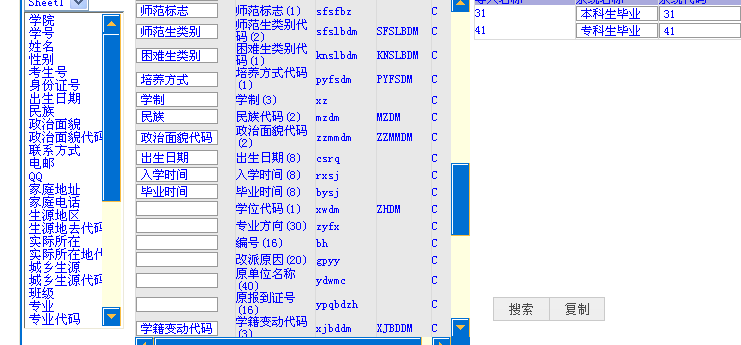 Sheet1
学院
学号
姓名
性别
考生号
身份证号
出生日期
民族
政治面貌
政治面貌代码
联系方式
电邮
QQ
家庭地址
家庭电话
生源地区
生源地去代码
实际所在
实际所在地代
城乡生源
城乡生源代码
班级
专业
专业代码
师范标志 师范标志(1) sfsfbz C
师范生类别 师范生类别代
码(2) sfslbdm SFSLBDM C
困难生类别 困难生类别代
码(1) knslbdm KNSLBDM C
培养方式 培养方式代码
(1) pyfsdm PYFSDM C
学制 学制(3) xz C
民族 民族代码(2) mzdm MZDM C
政治面貌代码 政治面貌代码
(2) zzmmdm ZZMMDM C
出生日期 出生日期(8) csrq C
入学时间 入学时间(8) rxsj C
毕业时间 毕业时间(8) bysj C
学位代码(1) xwdm ZHDM C
专业方向(30) zyfx C
编号(16) bh C
改派原因(20) gpyy C
原单位名称
(40) ydwmc C
原报到证号
(16) ypqbdzh C
学籍变动代码 学籍变动代码
(3) xjbddm XJBDDM C
导入名称 系统名称 系统代码
31 本科生毕业 31
41 专科生毕业 41
搜索 复制